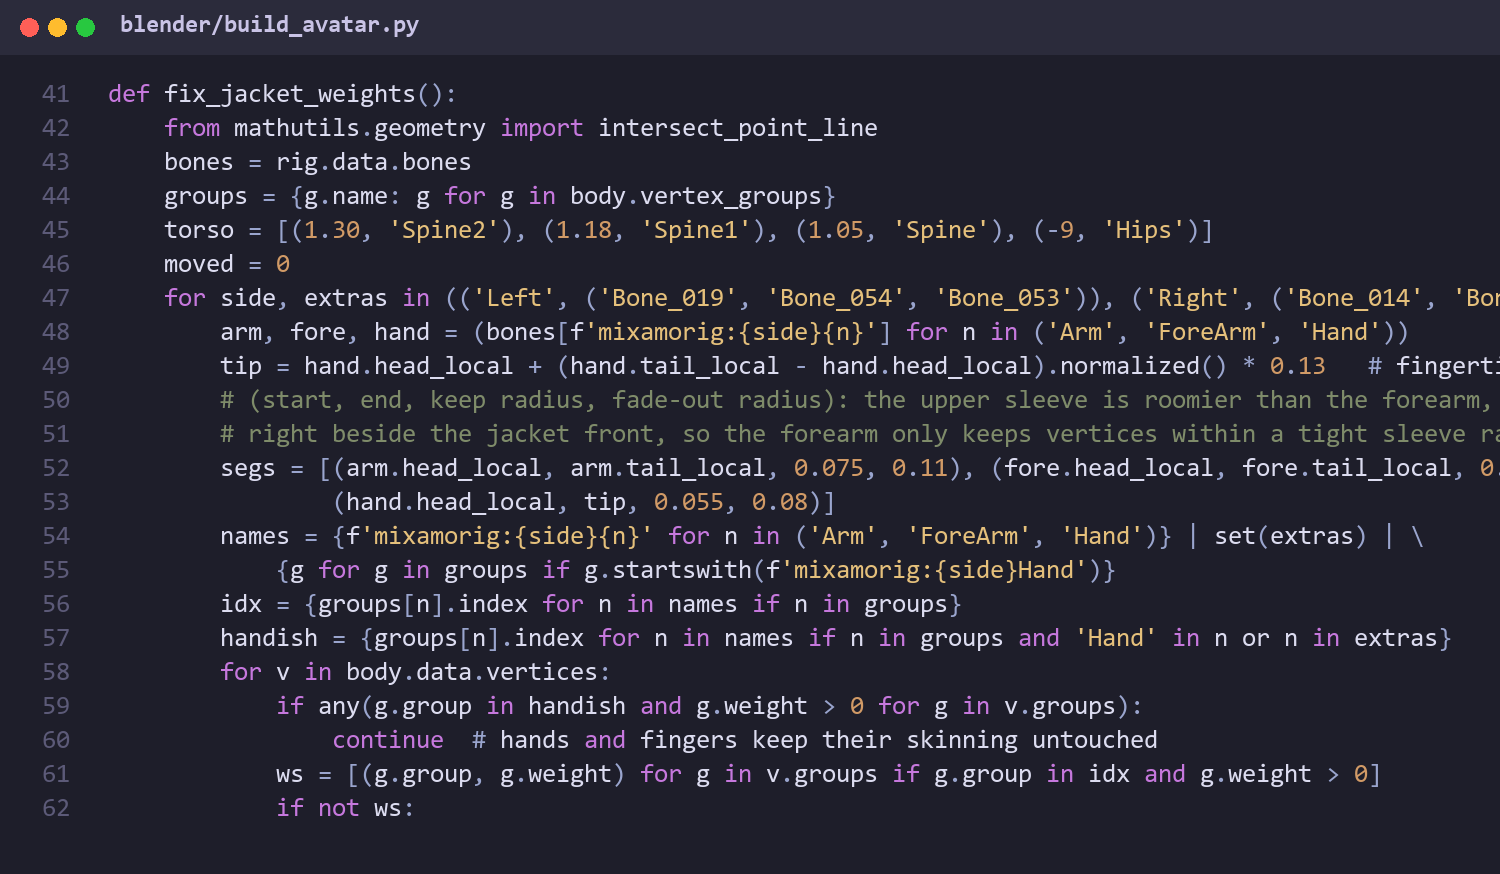 blender/build_avatar.py
41 def fix_jacket_weights():
42     from mathutils.geometry import intersect_point_line
43     bones = rig.data.bones
44     groups = {g.name: g for g in body.vertex_groups}
45     torso = [(1.30, 'Spine2'), (1.18, 'Spine1'), (1.05, 'Spine'), (-9, 'Hips')]
46     moved = 0
47     for side, extras in (('Left', ('Bone_019', 'Bone_054', 'Bone_053')), ('Right', ('Bone_014', 'Bon
48         arm, fore, hand = (bones[f'mixamorig:{side}{n}'] for n in ('Arm', 'ForeArm', 'Hand'))
49         tip = hand.head_local + (hand.tail_local - hand.head_local).normalized() * 0.13   # fingerti
50         # (start, end, keep radius, fade-out radius): the upper sleeve is roomier than the forearm,
51         # right beside the jacket front, so the forearm only keeps vertices within a tight sleeve ra
52         segs = [(arm.head_local, arm.tail_local, 0.075, 0.11), (fore.head_local, fore.tail_local, 0.
53                 (hand.head_local, tip, 0.055, 0.08)]
54         names = {f'mixamorig:{side}{n}' for n in ('Arm', 'ForeArm', 'Hand')} | set(extras) | \
55             {g for g in groups if g.startswith(f'mixamorig:{side}Hand')}
56         idx = {groups[n].index for n in names if n in groups}
57         handish = {groups[n].index for n in names if n in groups and 'Hand' in n or n in extras}
58         for v in body.data.vertices:
59             if any(g.group in handish and g.weight > 0 for g in v.groups):
60                 continue  # hands and fingers keep their skinning untouched
61             ws = [(g.group, g.weight) for g in v.groups if g.group in idx and g.weight > 0]
62             if not ws: